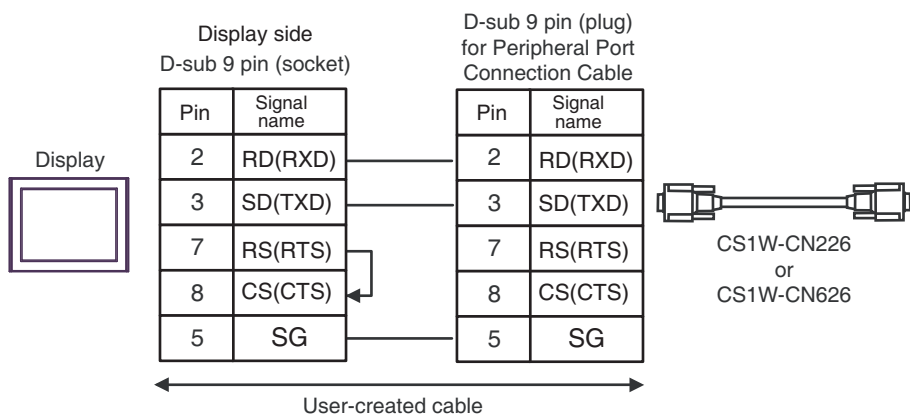 Display side
D-sub 9 pin (socket)
D-sub 9 pin (plug)
for Peripheral Port
Connection Cable
Pin Signal name
2 RD(RXD)
3 SD(TXD)
7 RS(RTS)
8 CS(CTS)
5 SG
Pin Signal name
2 RD(RXD)
3 SD(TXD)
7 RS(RTS)
8 CS(CTS)
5 SG
Display
CS1W-CN226
or
CS1W-CN626
User-created cable